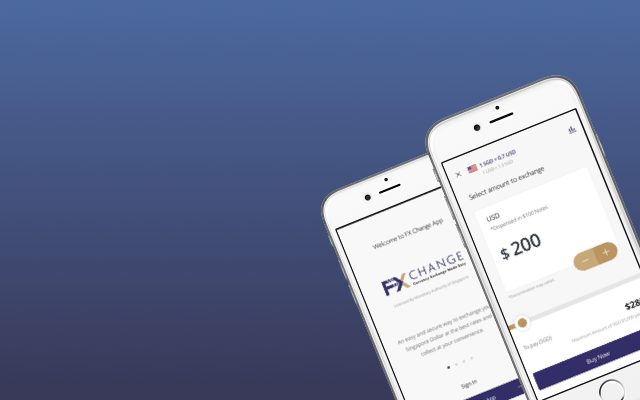 Welcome to FX Change App
FX CHANGE
Currency Exchange Made Easy
An easy and secure way to exchange your
Singapore Dollar at the best rates and
collect at your convenience.
Sign In
1 SGD = 0.7 USD
Select amount to exchange
USD
*Dispensed in $100 Notes
$ 200
− +
To pay (SGD)
Buy Now